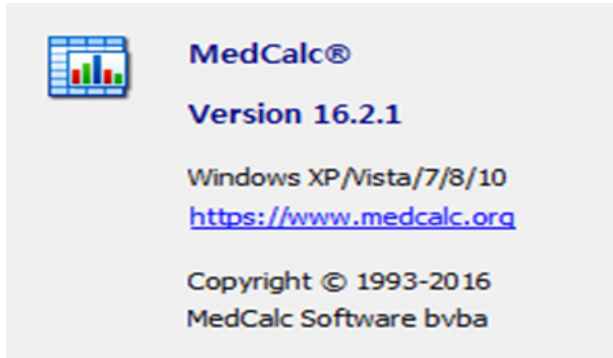 MedCalc®
Version 16.2.1
Windows XP/Vista/7/8/10
https://www.medcalc.org
Copyright © 1993-2016
MedCalc Software bvba